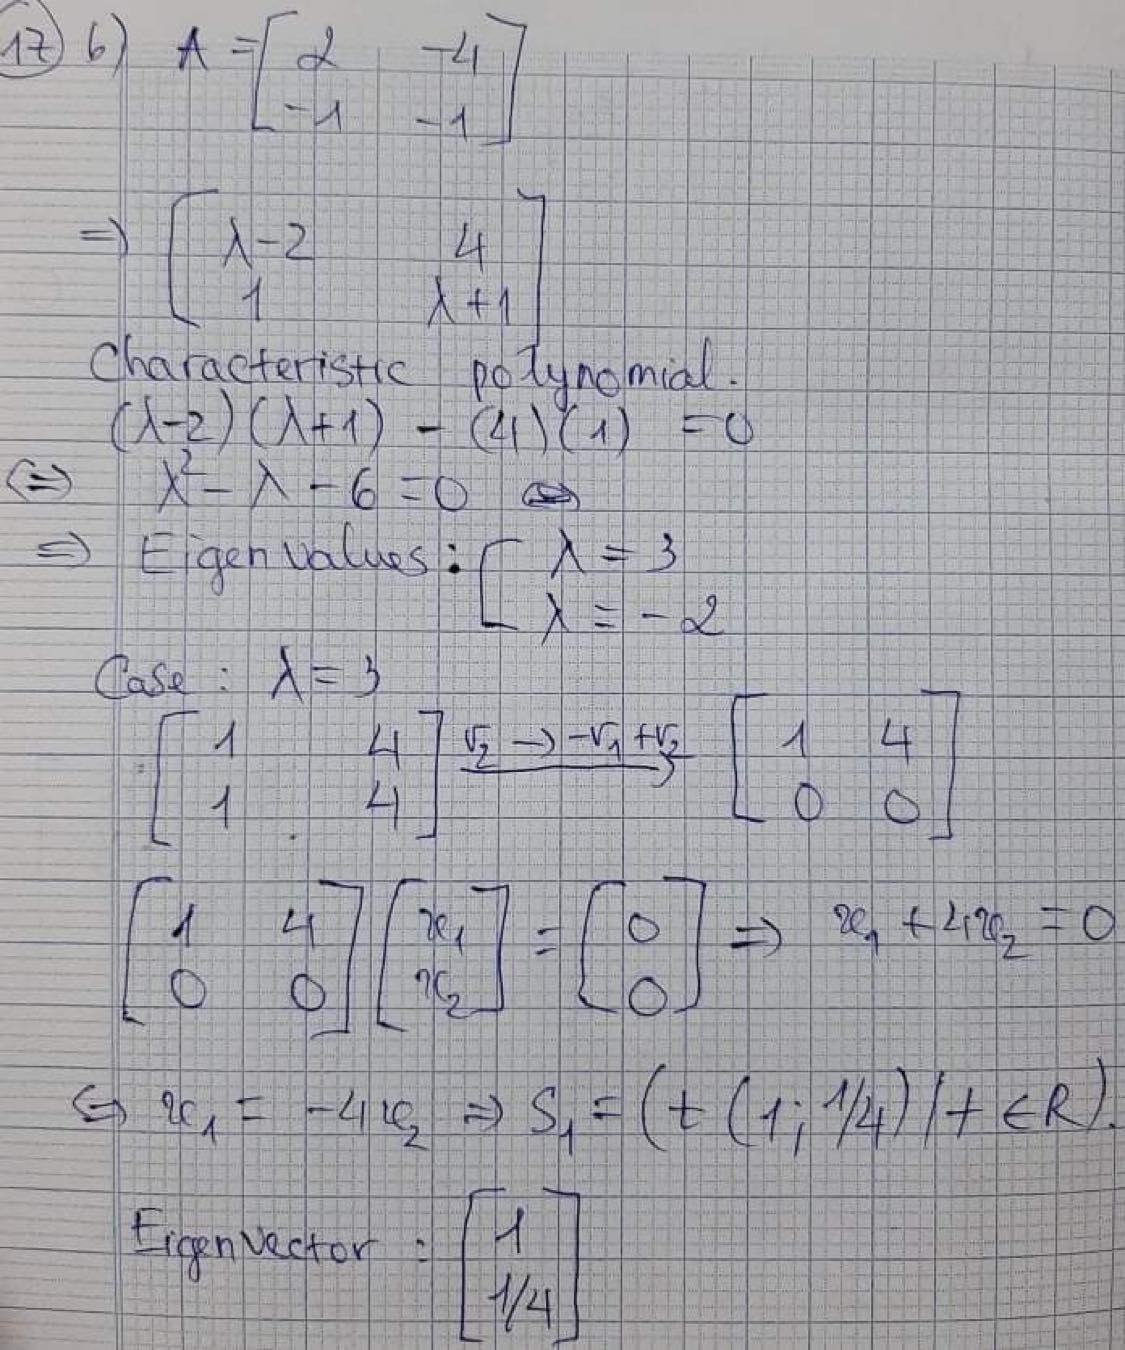 17) b) A = [2 -4
-1 -1]
=> [λ-2 4
1 λ+1]
Characteristic polynomial.
(λ-2)(λ+1) - (4)(1) = 0
<=> λ² - λ - 6 = 0
=> Eigenvalues: [λ = 3
λ = -2
Case: λ = 3
[1 4 r₂ → -r₁ + r₂ [1 4
1 4] 0 0]
[1 4 [x₁ = [0 => x₁ + 4x₂ = 0
0 0] x₂] 0]
<=> x₁ = -4x₂ => S₁ = (t (1; 1/4) / t ∈ R).
Eigenvector: [1
1/4]